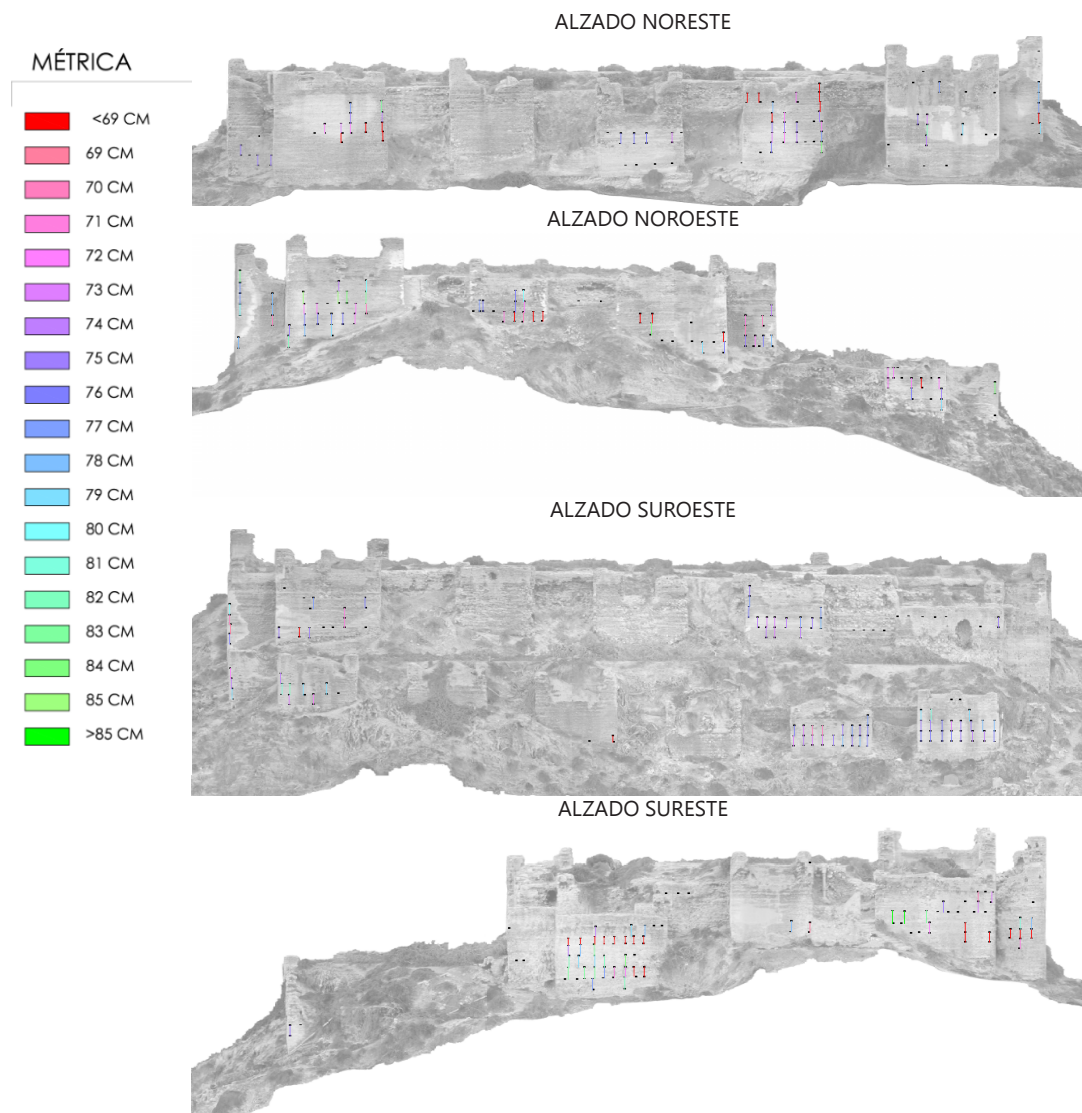 ALZADO NORESTE
MÉTRICA
<69 CM
69 CM
70 CM
71 CM
72 CM
73 CM
74 CM
75 CM
76 CM
77 CM
78 CM
79 CM
80 CM
81 CM
82 CM
83 CM
84 CM
85 CM
>85 CM
ALZADO NOROESTE
ALZADO SUROESTE
ALZADO SURESTE